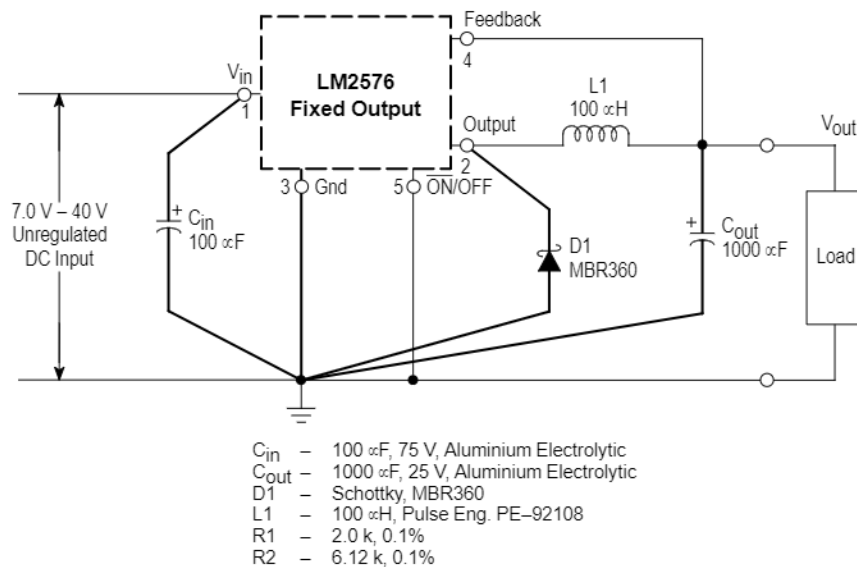 Feedback
4
LM2576
Fixed Output
Vin
1
L1
100 ∝H
Output
2
Vout
3 Gnd
5 O̅N̅/OFF
7.0 V – 40 V
Unregulated
DC Input
+
Cin
100 ∝F
D1
MBR360
+
Cout
1000 ∝F
Load
Cin – 100 ∝F, 75 V, Aluminium Electrolytic
Cout – 1000 ∝F, 25 V, Aluminium Electrolytic
D1 – Schottky, MBR360
L1 – 100 ∝H, Pulse Eng. PE–92108
R1 – 2.0 k, 0.1%
R2 – 6.12 k, 0.1%